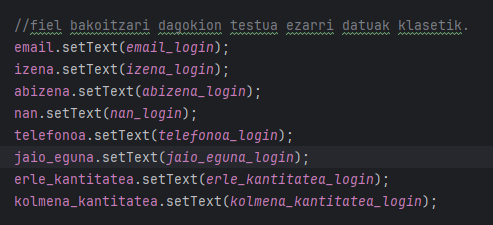 //fiel bakoitzari dagokion testua ezarri datuak klasetik.
email.setText(email_login);
izena.setText(izena_login);
abizena.setText(abizena_login);
nan.setText(nan_login);
telefonoa.setText(telefonoa_login);
jaio_eguna.setText(jaio_eguna_login);
erle_kantitatea.setText(erle_kantitatea_login);
kolmena_kantitatea.setText(kolmena_kantitatea_login);